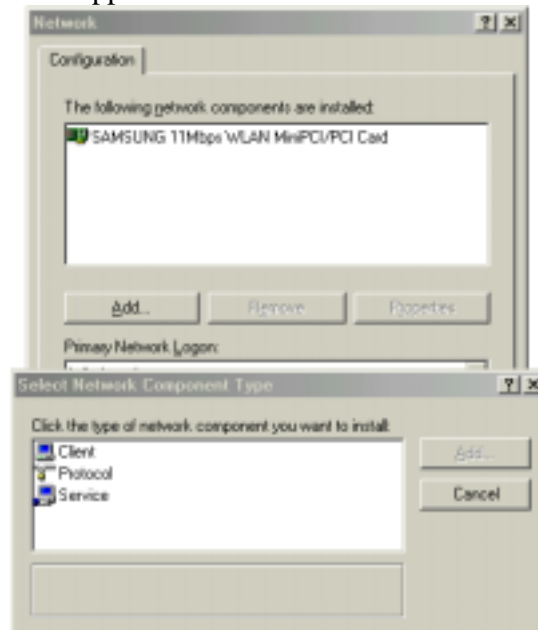 Network
Configuration
The following network components are installed:
SAMSUNG 11Mbps WLAN MiniPCI/PCI Card
Add...
Remove
Properties
Primary Network Logon:
Select Network Component Type
Click the type of network component you want to install:
Client
Protocol
Service
Add...
Cancel